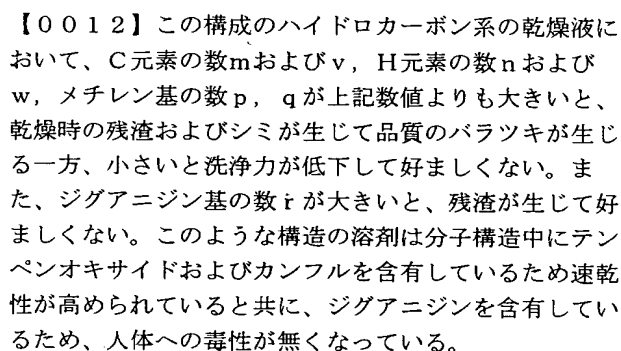 【００１２】この構成のハイドロカーボン系の乾燥液に
おいて、Ｃ元素の数ｍおよびｖ，Ｈ元素の数ｎおよび
ｗ，メチレン基の数ｐ，ｑが上記数値よりも大きいと、
乾燥時の残渣およびシミが生じて品質のバラツキが生じ
る一方、小さいと洗浄力が低下して好ましくない。ま
た、ジグアニジン基の数ｒが大きいと、残渣が生じて好
ましくない。このような構造の溶剤は分子構造中にテン
ペンオキサイドおよびカンフルを含有しているため速乾
性が高められていると共に、ジグアニジンを含有してい
るため、人体への毒性が無くなっている。